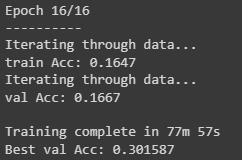 Epoch 16/16
----------
Iterating through data...
train Acc: 0.1647
Iterating through data...
val Acc: 0.1667

Training complete in 77m 57s
Best val Acc: 0.301587